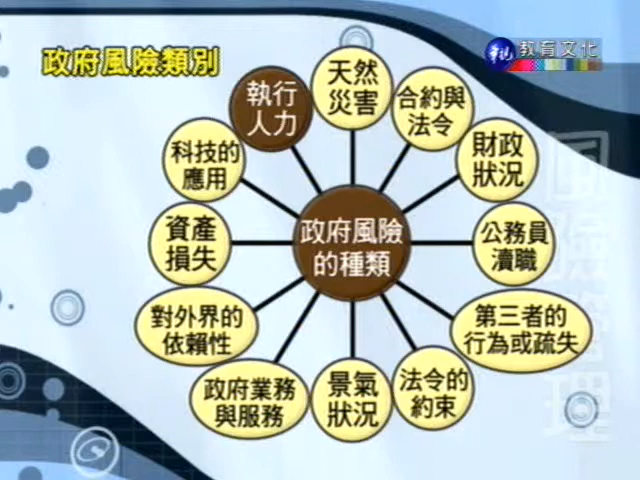 政府風險類別
華視 教育文化
天然
災害
合約與
法令
財政
狀況
公務員
瀆職
第三者的
行為或疏失
法令的
約束
景氣
狀況
政府業務
與服務
對外界的
依賴性
資產
損失
科技的
應用
執行
人力
政府風險
的種類
風險管理